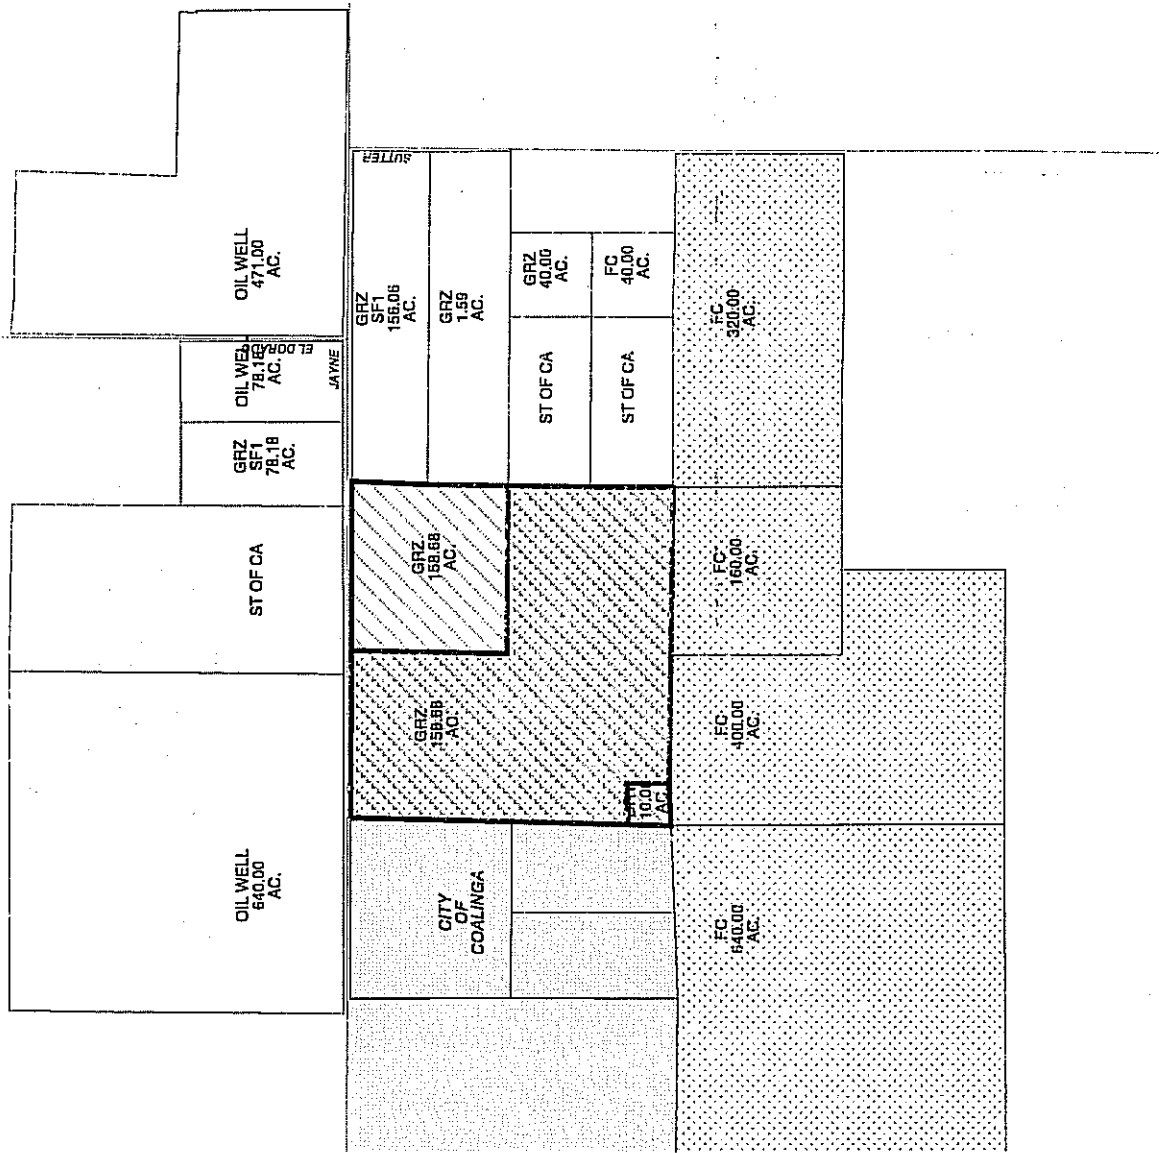 OIL WELL
471.00
AC.
OIL WELL
78.18
AC.
EL DORADO
JAYNE
GRZ
SF1
78.18
AC.
ST OF CA
OIL WELL
640.00
AC.
SUTTER
GRZ
SF1
156.06
AC.
GRZ
1.59
AC.
GRZ
40.00
AC.
FC
40.00
AC.
ST OF CA
ST OF CA
FC
320.00
AC.
GRZ
158.68
AC.
GRZ
158.68
AC.
10.00
AC.
FC
160.00
AC.
FC
400.00
AC.
CITY
OF
COALINGA
FC
640.00
AC.